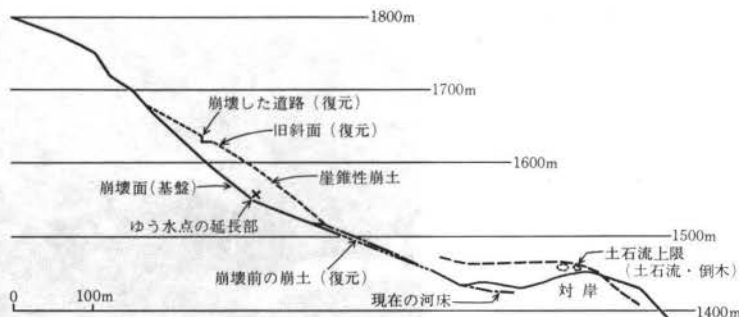 1800m
1700m
崩壊した道路(復元)
旧斜面(復元)
1600m
崖錐性崩土
崩壊面(基盤)
ゆう水点の延長部
1500m
土石流上限
(土石流・倒木)
崩壊前の崩土(復元)
対岸
現在の河床
0 100m
1400m